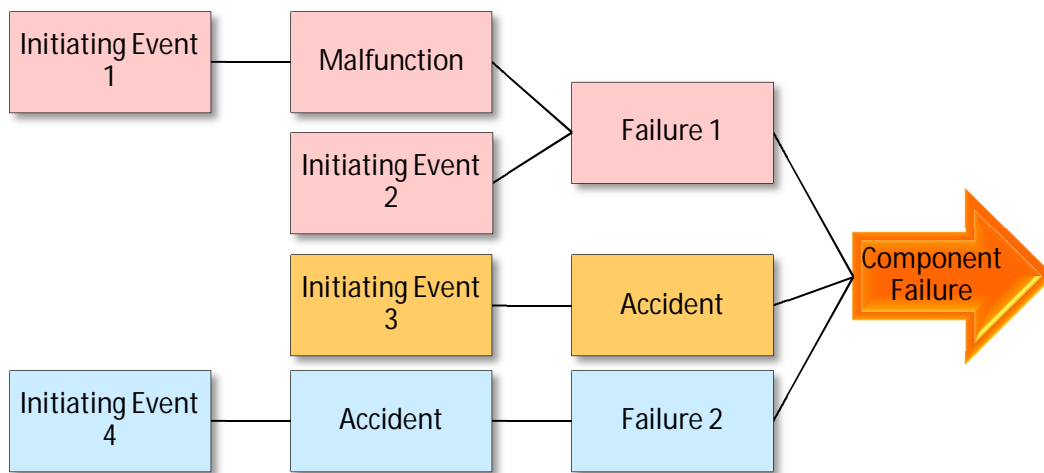 Initiating Event
1
Malfunction
Initiating Event
2
Failure 1
Initiating Event
3
Accident
Component
Failure
Initiating Event
4
Accident
Failure 2